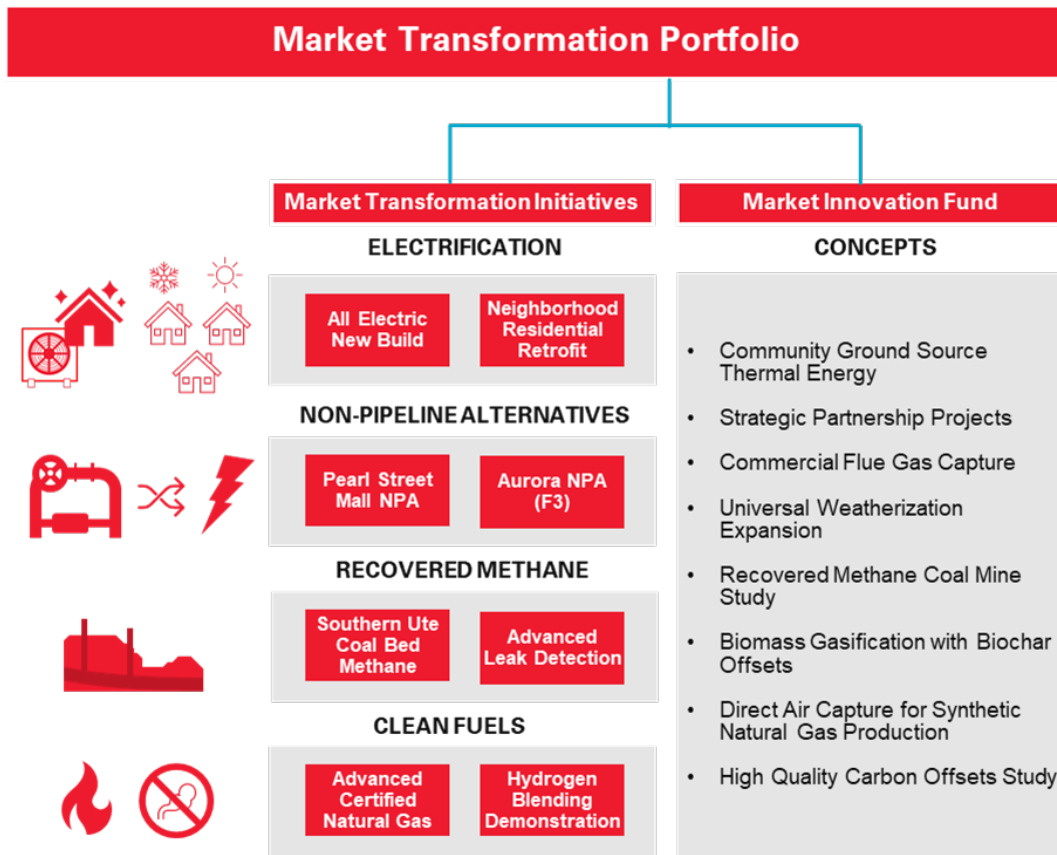 Market Transformation Portfolio
Market Transformation Initiatives
ELECTRIFICATION
All Electric
New Build
Neighborhood
Residential
Retrofit
NON-PIPELINE ALTERNATIVES
Pearl Street
Mall NPA
Aurora NPA
(F3)
RECOVERED METHANE
Southern Ute
Coal Bed
Methane
Advanced
Leak Detection
CLEAN FUELS
Advanced
Certified
Natural Gas
Hydrogen
Blending
Demonstration
Market Innovation Fund
CONCEPTS
• Community Ground Source
Thermal Energy
• Strategic Partnership Projects
• Commercial Flue Gas Capture
• Universal Weatherization
Expansion
• Recovered Methane Coal Mine
Study
• Biomass Gasification with Biochar
Offsets
• Direct Air Capture for Synthetic
Natural Gas Production
• High Quality Carbon Offsets Study